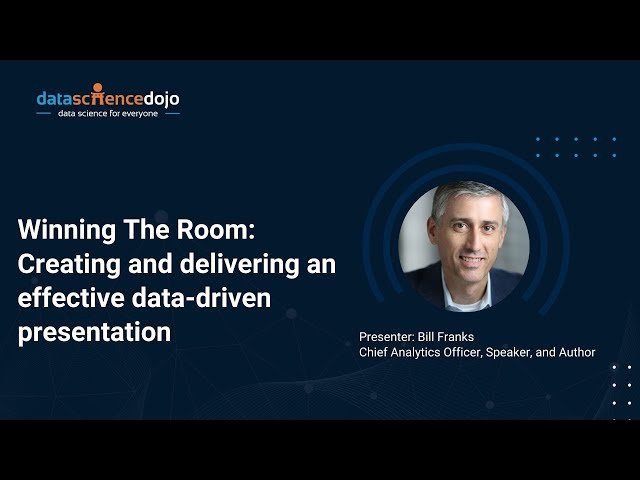 datasciencedojo
data science for everyone
Winning The Room:
Creating and delivering an
effective data-driven
presentation
Presenter: Bill Franks
Chief Analytics Officer, Speaker, and Author